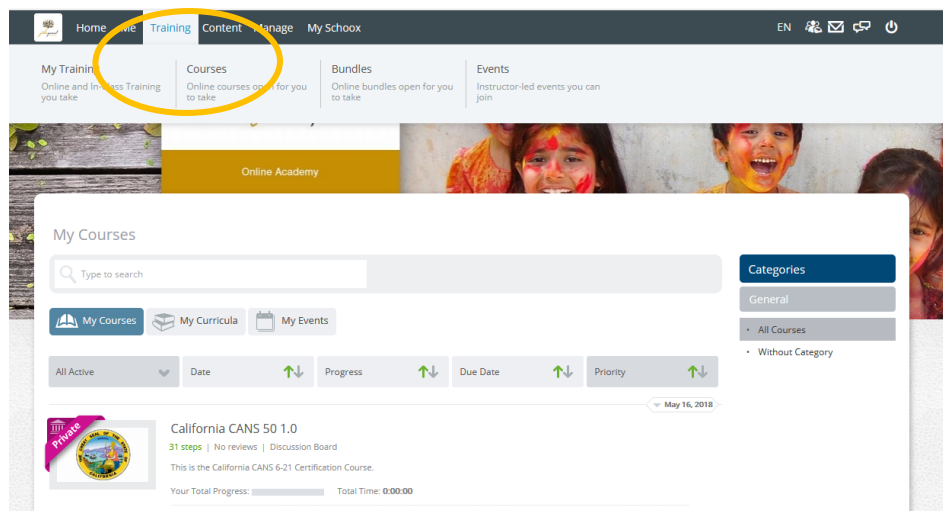 Home Me Training Content Manage My Schoox EN
My Training
Online and In-Class Training
you take
Courses
Online courses open for you
to take
Bundles
Online bundles open for you
to take
Events
Instructor-led events you can
join
Online Academy
My Courses
Type to search
My Courses My Curricula My Events
All Active Date Progress Due Date Priority
May 16, 2018
Private
California CANS 50 1.0
31 steps | No reviews | Discussion Board
This is the California CANS 6-21 Certification Course.
Your Total Progress: Total Time: 0:00:00
Categories
General
• All Courses
• Without Category